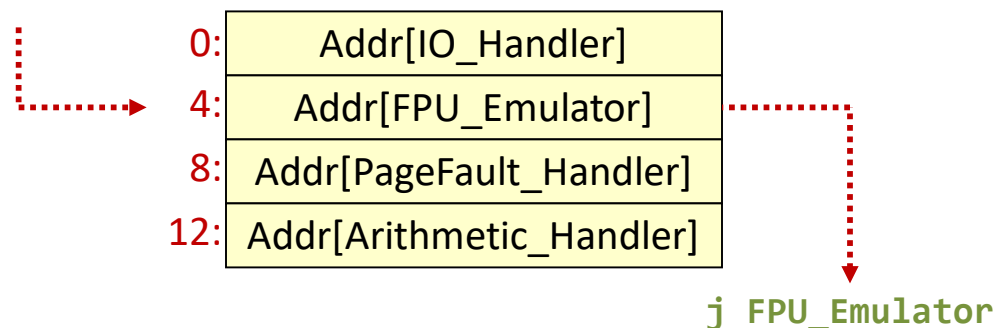 0: Addr[IO_Handler]
4: Addr[FPU_Emulator]
8: Addr[PageFault_Handler]
12: Addr[Arithmetic_Handler]
j FPU_Emulator